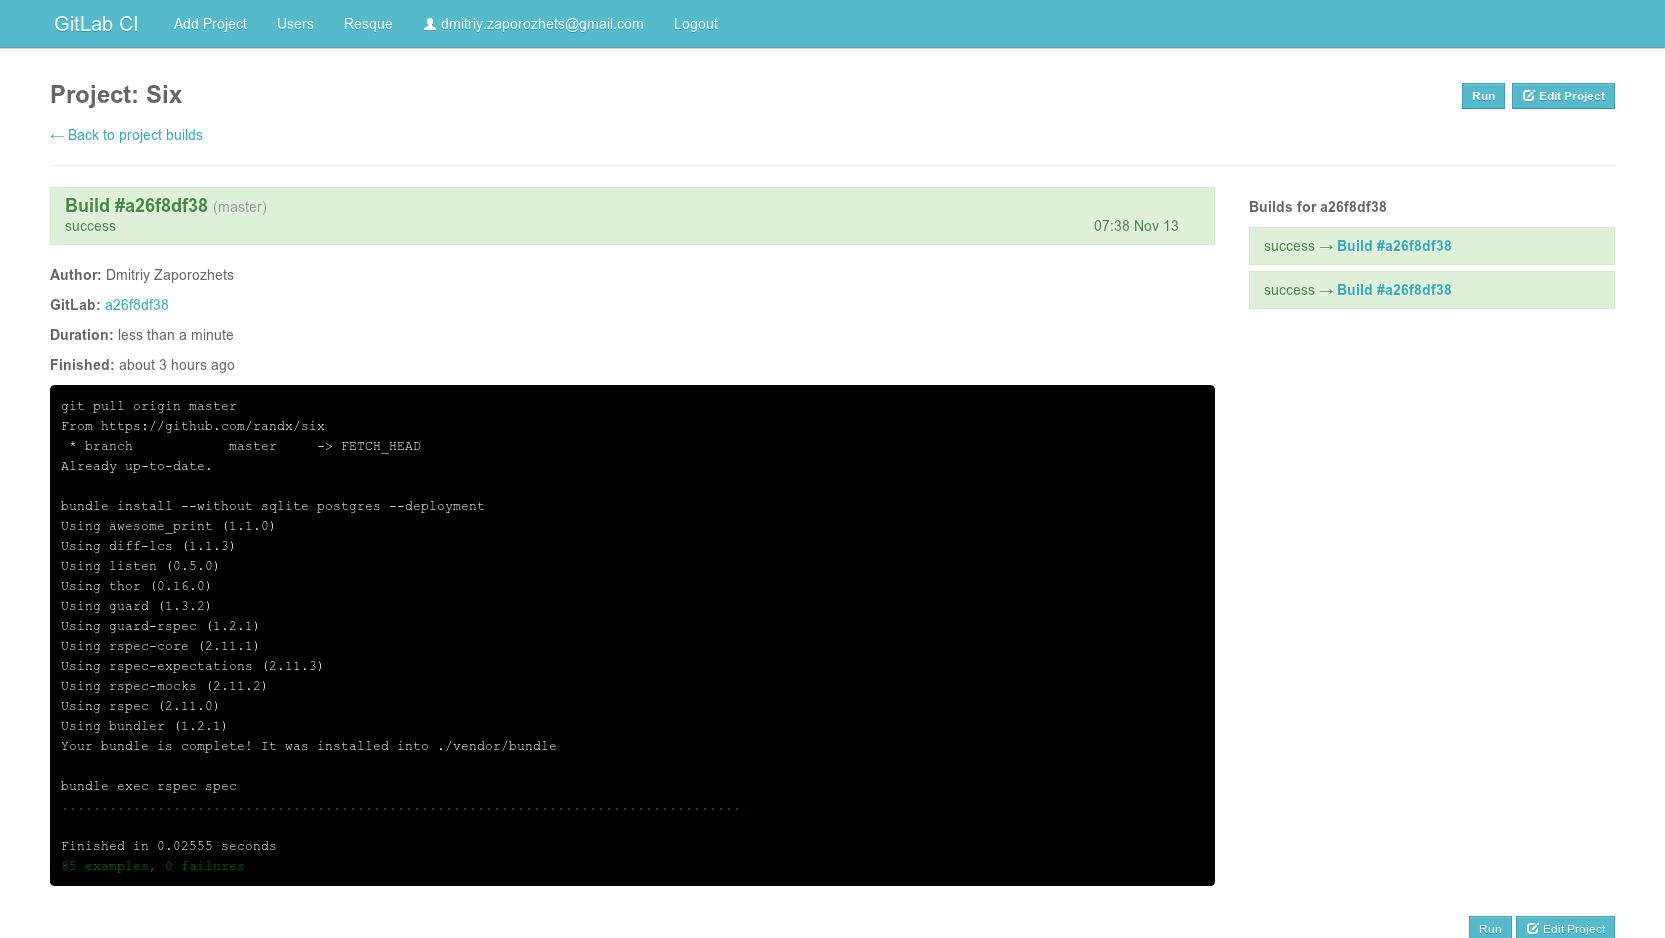 GitLab CI Add Project Users Resque dmitriy.zaporozhets@gmail.com Logout
Project: Six
Run Edit Project
← Back to project builds
Build #a26f8df38 (master)
success 07:38 Nov 13
Author: Dmitriy Zaporozhets
GitLab: a26f8df38
Duration: less than a minute
Finished: about 3 hours ago
git pull origin master
From https://github.com/randx/six
 * branch            master     -> FETCH_HEAD
Already up-to-date.
bundle install --without sqlite postgres --deployment
Using awesome_print (1.1.0)
Using diff-lcs (1.1.3)
Using listen (0.5.0)
Using thor (0.16.0)
Using guard (1.3.2)
Using guard-rspec (1.2.1)
Using rspec-core (2.11.1)
Using rspec-expectations (2.11.3)
Using rspec-mocks (2.11.2)
Using rspec (2.11.0)
Using bundler (1.2.1)
Your bundle is complete! It was installed into ./vendor/bundle
bundle exec rspec spec
.....................................................................................
Finished in 0.02555 seconds
85 examples, 0 failures
Builds for a26f8df38
success → Build #a26f8df38
success → Build #a26f8df38
Run Edit Project